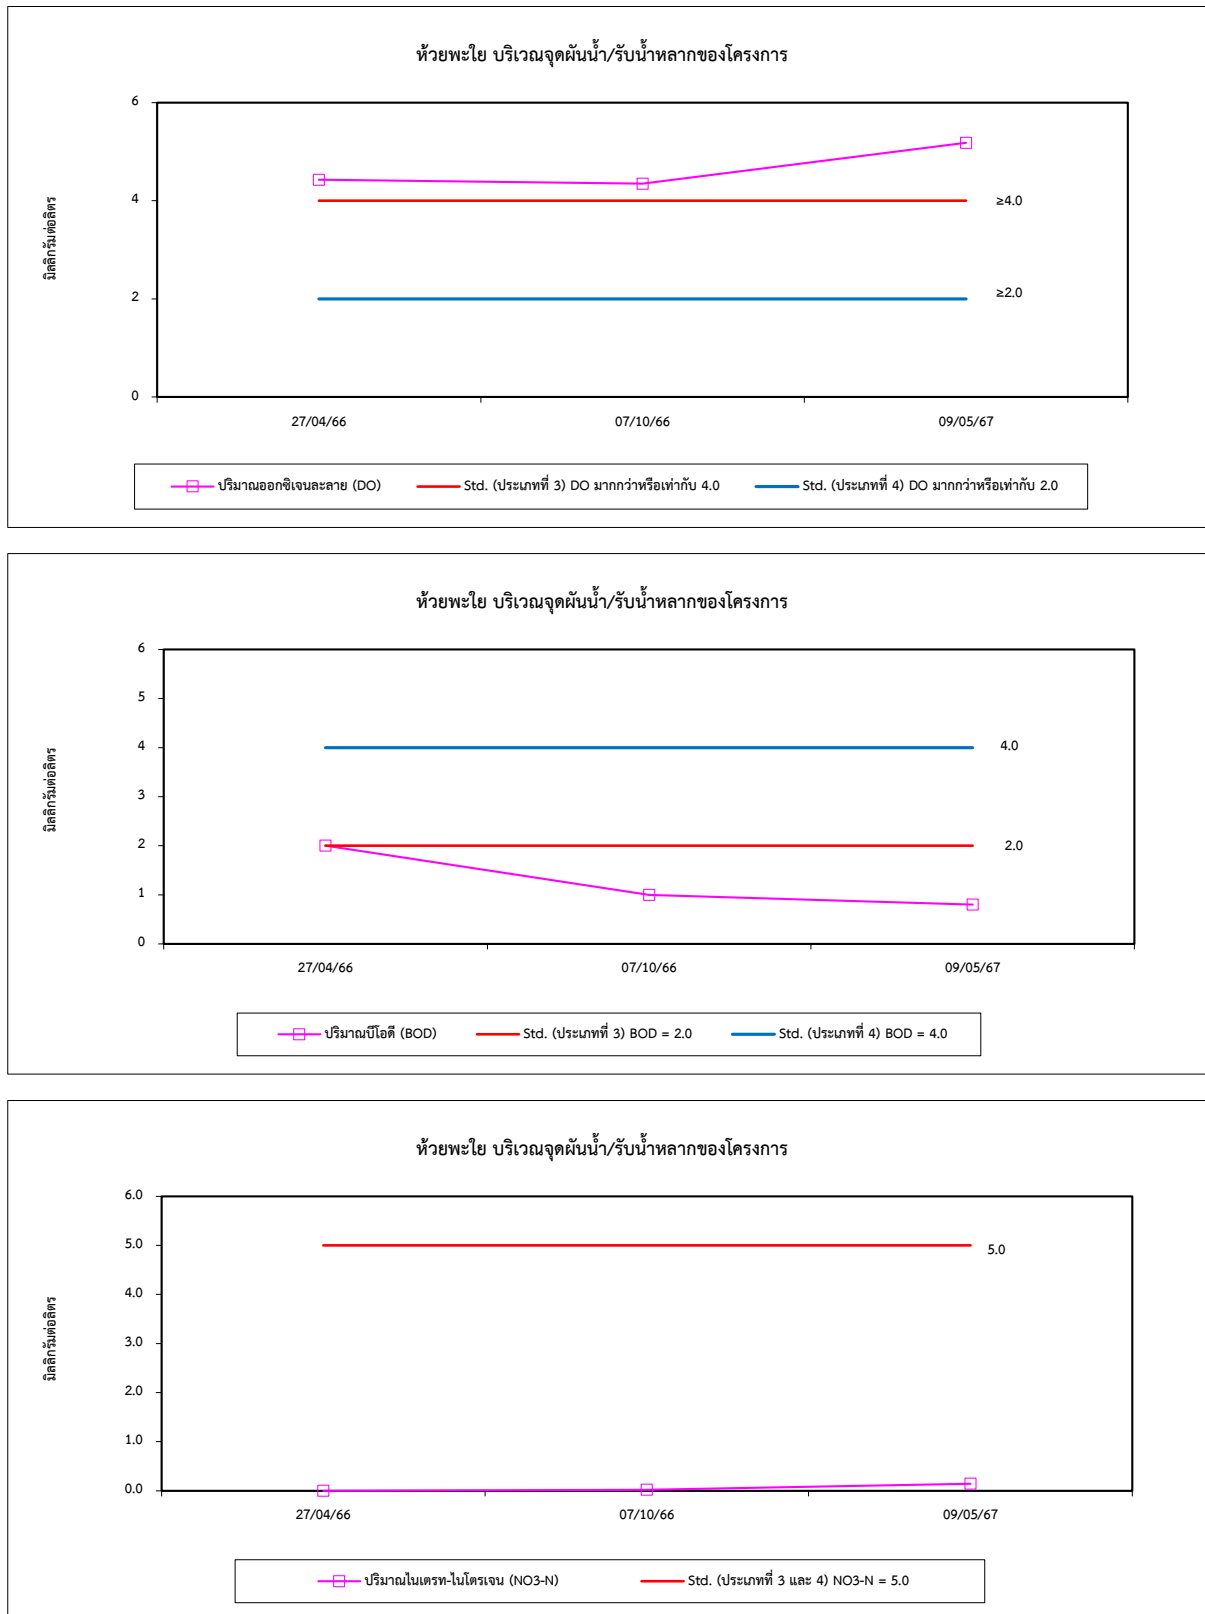 ห้วยพะใย บริเวณจุดผันน้ำ/รับน้ำหลากของโครงการ
มิลลิกรัมต่อลิตร
6
4
2
0
≥4.0
≥2.0
27/04/66 07/10/66 09/05/67
ปริมาณออกซิเจนละลาย (DO) Std. (ประเภทที่ 3) DO มากกว่าหรือเท่ากับ 4.0 Std. (ประเภทที่ 4) DO มากกว่าหรือเท่ากับ 2.0
ห้วยพะใย บริเวณจุดผันน้ำ/รับน้ำหลากของโครงการ
มิลลิกรัมต่อลิตร
6
5
4
3
2
1
0
4.0
2.0
27/04/66 07/10/66 09/05/67
ปริมาณบีโอดี (BOD) Std. (ประเภทที่ 3) BOD = 2.0 Std. (ประเภทที่ 4) BOD = 4.0
ห้วยพะใย บริเวณจุดผันน้ำ/รับน้ำหลากของโครงการ
มิลลิกรัมต่อลิตร
6.0
5.0
4.0
3.0
2.0
1.0
0.0
5.0
27/04/66 07/10/66 09/05/67
ปริมาณไนเตรท-ไนโตรเจน (NO3-N) Std. (ประเภทที่ 3 และ 4) NO3-N = 5.0